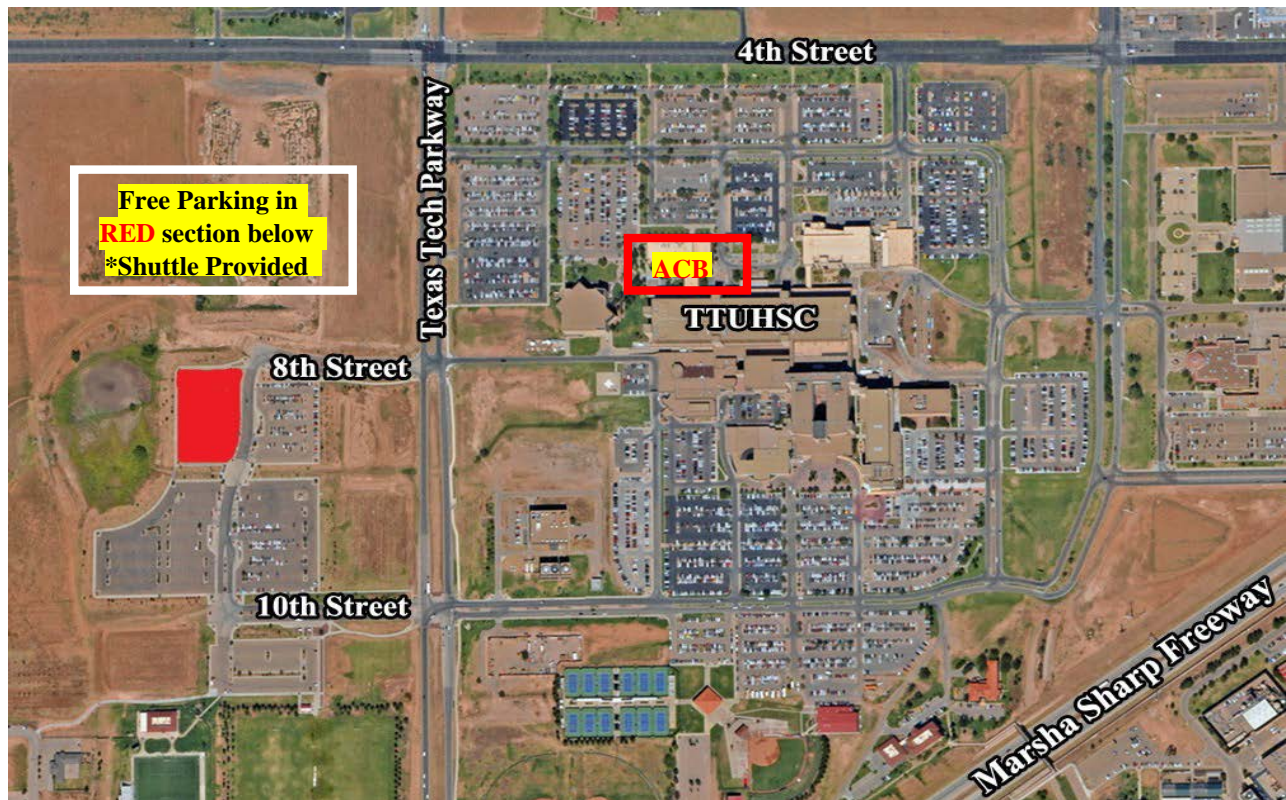 4th Street
Texas Tech Parkway
Free Parking in
RED section below
*Shuttle Provided
ACB
TTUHSC
8th Street
10th Street
Marsha Sharp Freeway